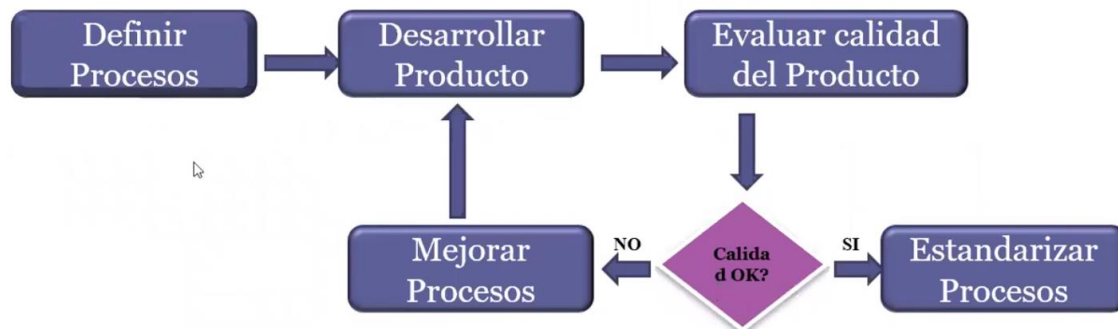 Definir
Procesos
Desarrollar
Producto
Evaluar calidad
del Producto
Mejorar
Procesos
NO
Calida
d OK?
SI
Estandarizar
Procesos